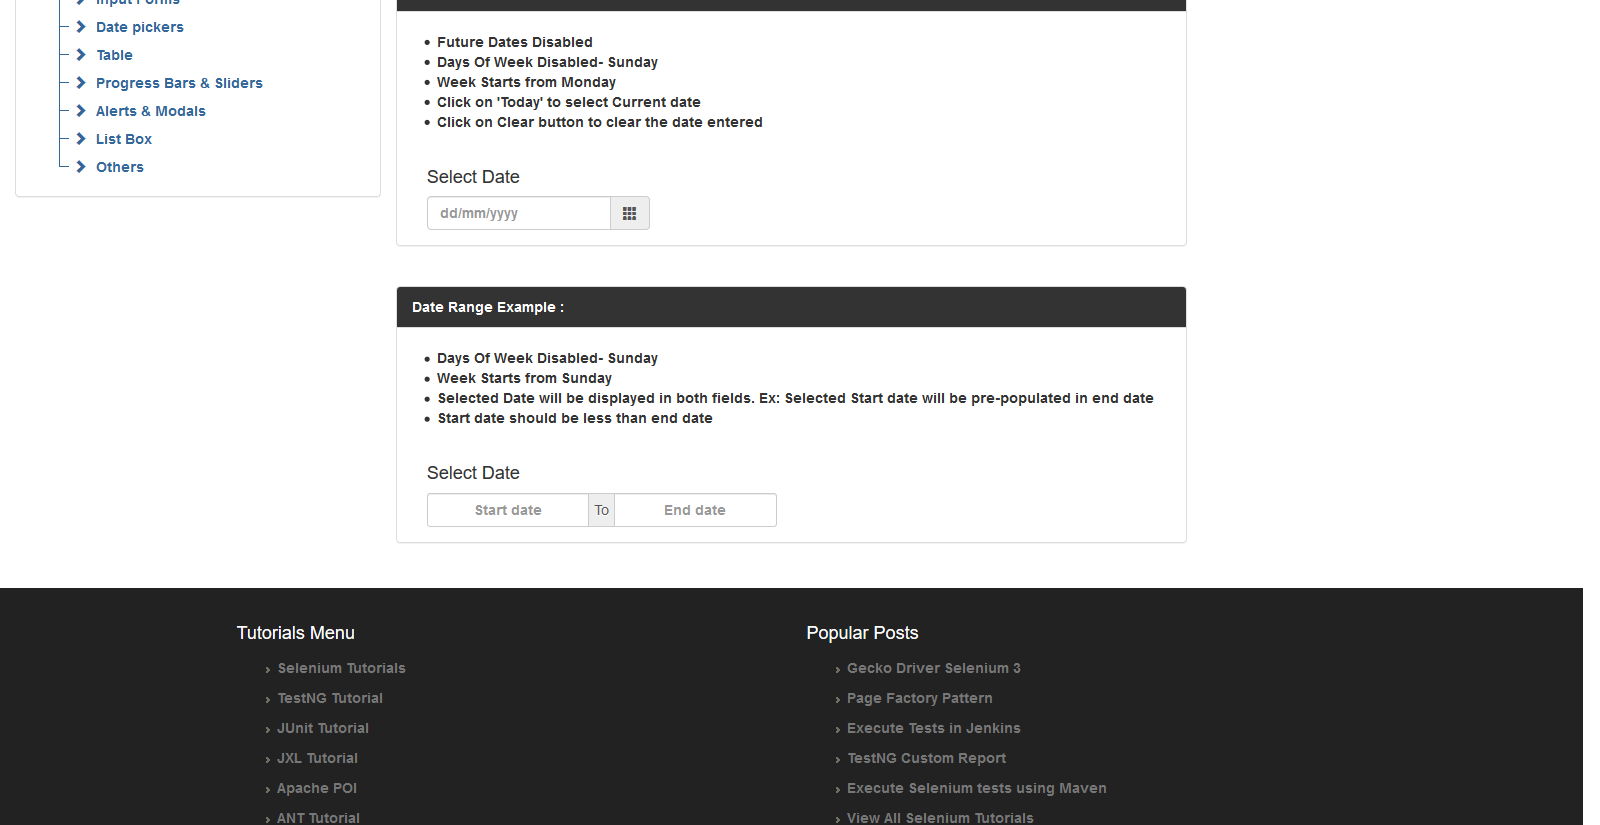 Input Forms
Date pickers
Table
Progress Bars & Sliders
Alerts & Modals
List Box
Others
Future Dates Disabled
Days Of Week Disabled- Sunday
Week Starts from Monday
Click on 'Today' to select Current date
Click on Clear button to clear the date entered
Select Date
dd/mm/yyyy
Date Range Example :
Days Of Week Disabled- Sunday
Week Starts from Sunday
Selected Date will be displayed in both fields. Ex: Selected Start date will be pre-populated in end date
Start date should be less than end date
Select Date
Start date To End date
Tutorials Menu
Selenium Tutorials
TestNG Tutorial
JUnit Tutorial
JXL Tutorial
Apache POI
ANT Tutorial
Popular Posts
Gecko Driver Selenium 3
Page Factory Pattern
Execute Tests in Jenkins
TestNG Custom Report
Execute Selenium tests using Maven
View All Selenium Tutorials